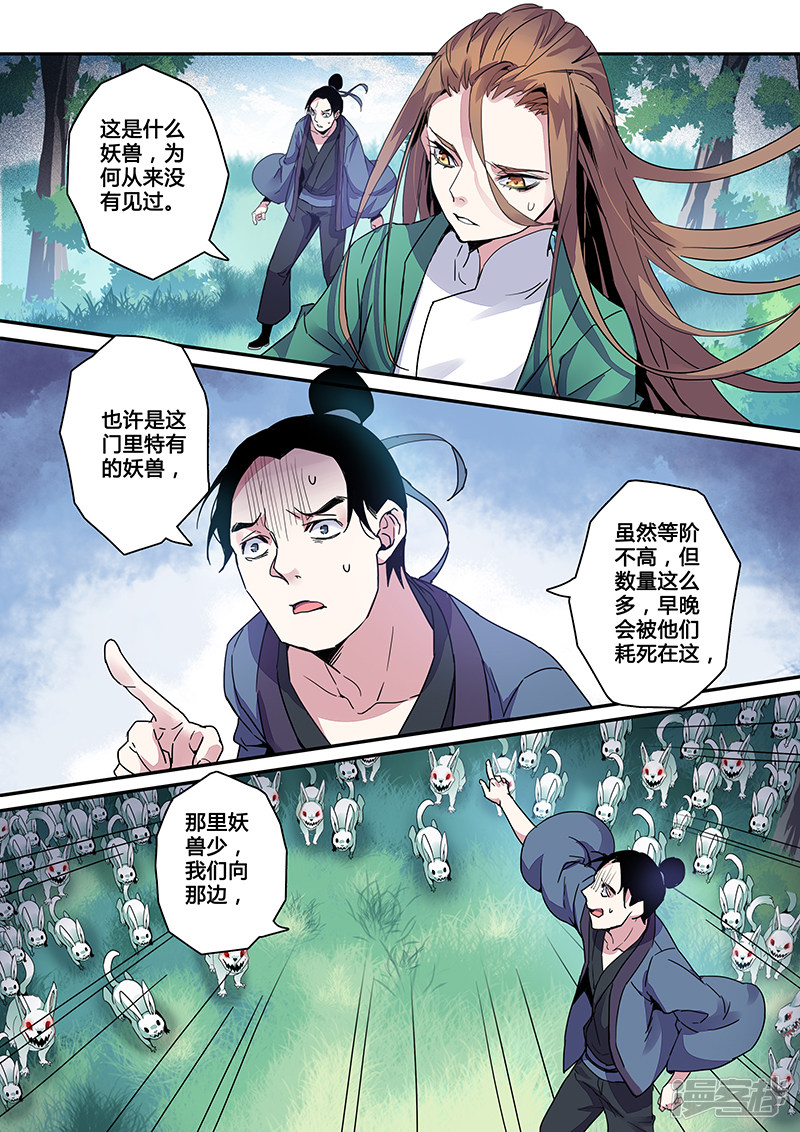 这是什么
妖兽，为
何从来没
有见过。
也许是这
门里特有
的妖兽，
虽然等阶
不高，但
数量这么
多，早晚
会被他们
耗死在这，
那里妖
兽少，
我们向
那边，
漫客栈